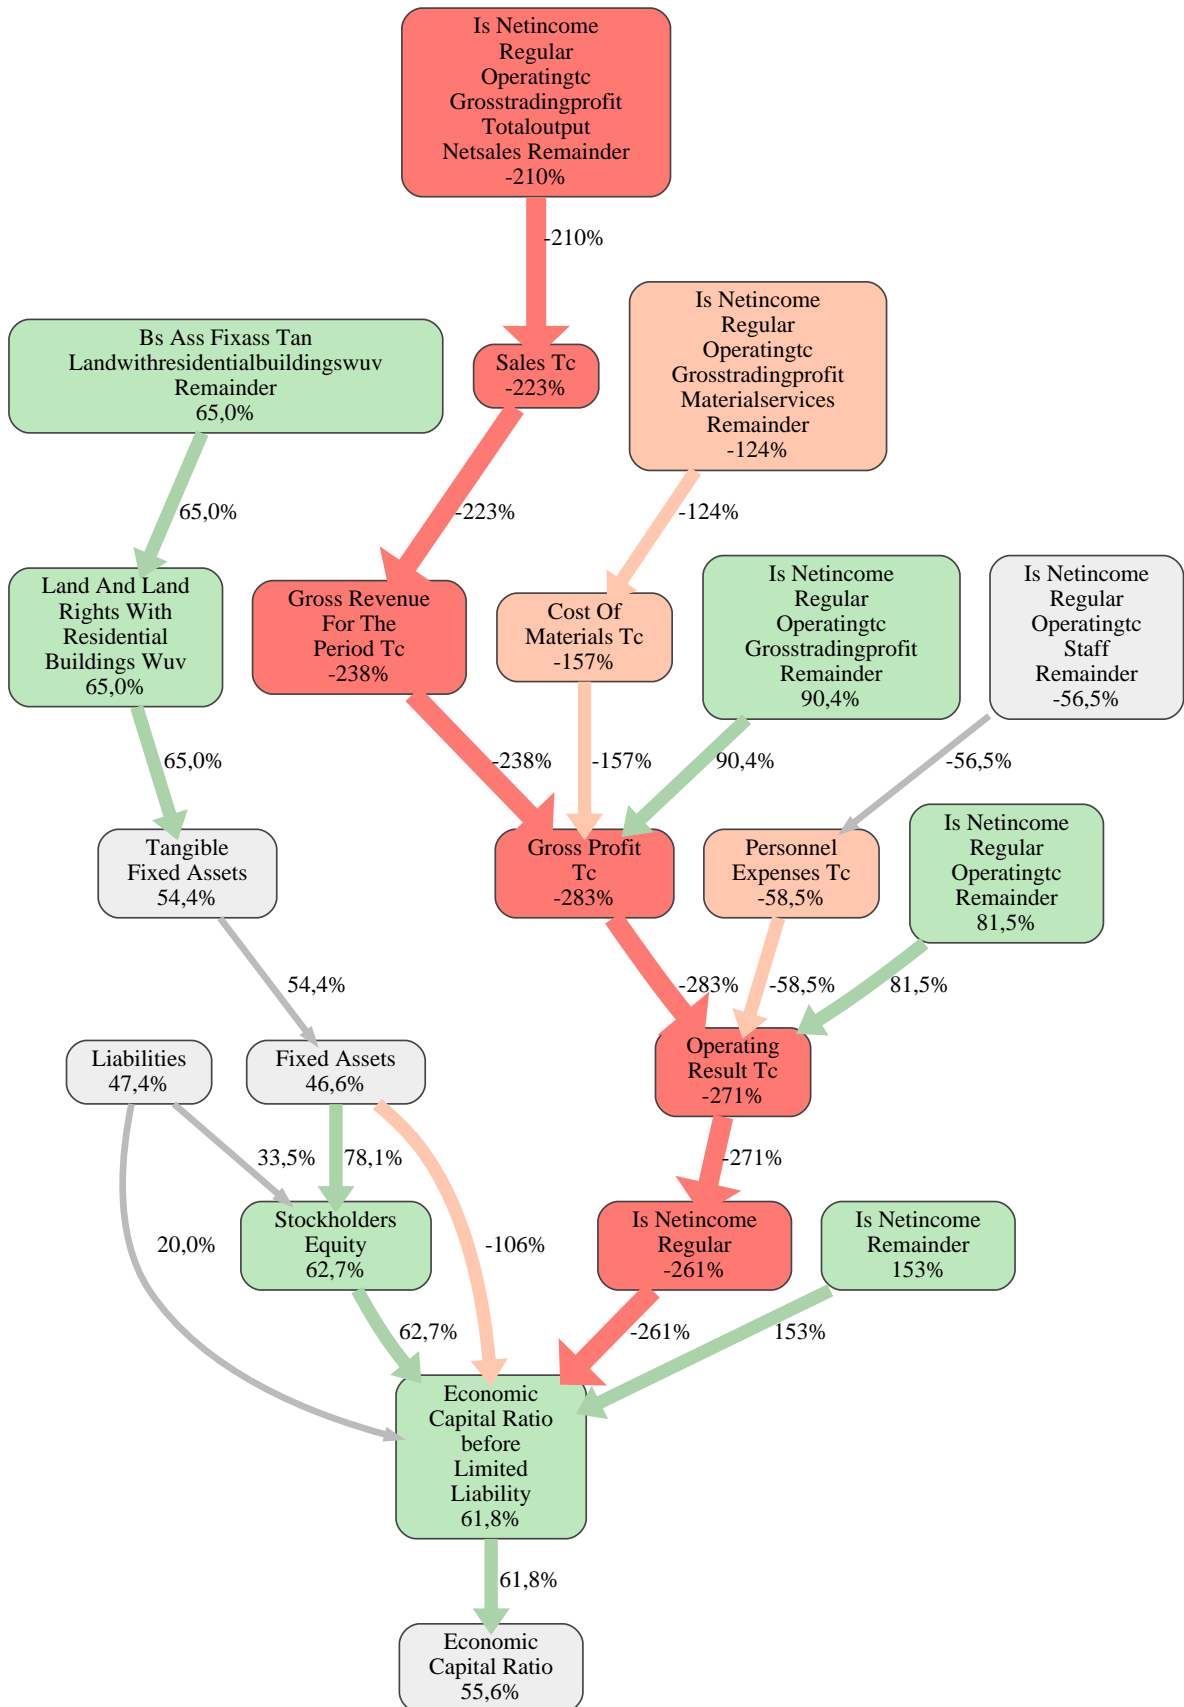 Is Netincome
Regular
Operatingtc
Grosstradingprofit
Totaloutput
Netsales Remainder
-210%
-210%
Bs Ass Fixass Tan
Landwithresidentialbuildingswuv
Remainder
65,0%
Sales Tc
-223%
Is Netincome
Regular
Operatingtc
Grosstradingprofit
Materialservices
Remainder
-124%
65,0%
-223%
-124%
Land And Land
Rights With
Residential
Buildings Wuv
65,0%
Gross Revenue
For The
Period Tc
-238%
Cost Of
Materials Tc
-157%
Is Netincome
Regular
Operatingtc
Grosstradingprofit
Remainder
90,4%
Is Netincome
Regular
Operatingtc
Staff
Remainder
-56,5%
65,0%
-238%
-157%
90,4%
-56,5%
Tangible
Fixed Assets
54,4%
Gross Profit
Tc
-283%
Personnel
Expenses Tc
-58,5%
Is Netincome
Regular
Operatingtc
Remainder
81,5%
54,4%
-283%
-58,5%
81,5%
Liabilities
47,4%
Fixed Assets
46,6%
Operating
Result Tc
-271%
33,5%
78,1%
-271%
Stockholders
Equity
62,7%
Is Netincome
Regular
-261%
Is Netincome
Remainder
153%
20,0%
-106%
62,7%
-261%
153%
Economic
Capital Ratio
before
Limited
Liability
61,8%
61,8%
Economic
Capital Ratio
55,6%